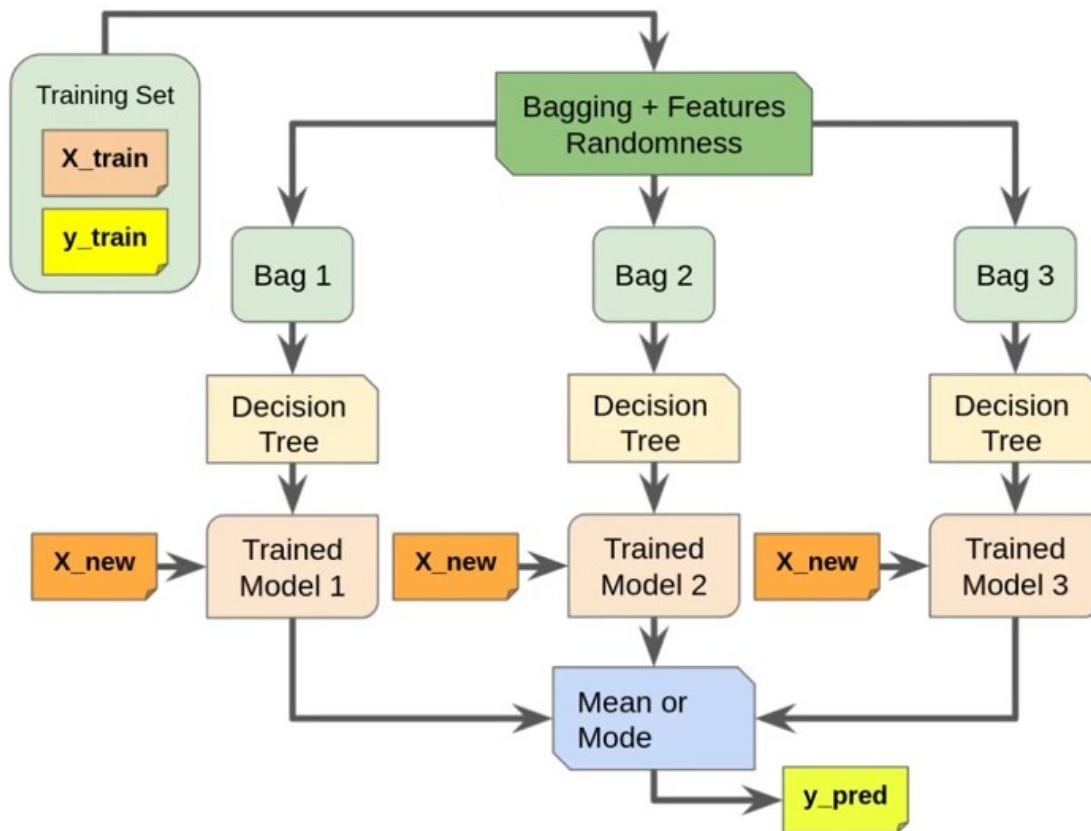 Training Set
X_train
y_train
Bagging + Features
Randomness
Bag 1
Bag 2
Bag 3
Decision
Tree
Decision
Tree
Decision
Tree
X_new
Trained
Model 1
X_new
Trained
Model 2
X_new
Trained
Model 3
Mean or
Mode
y_pred